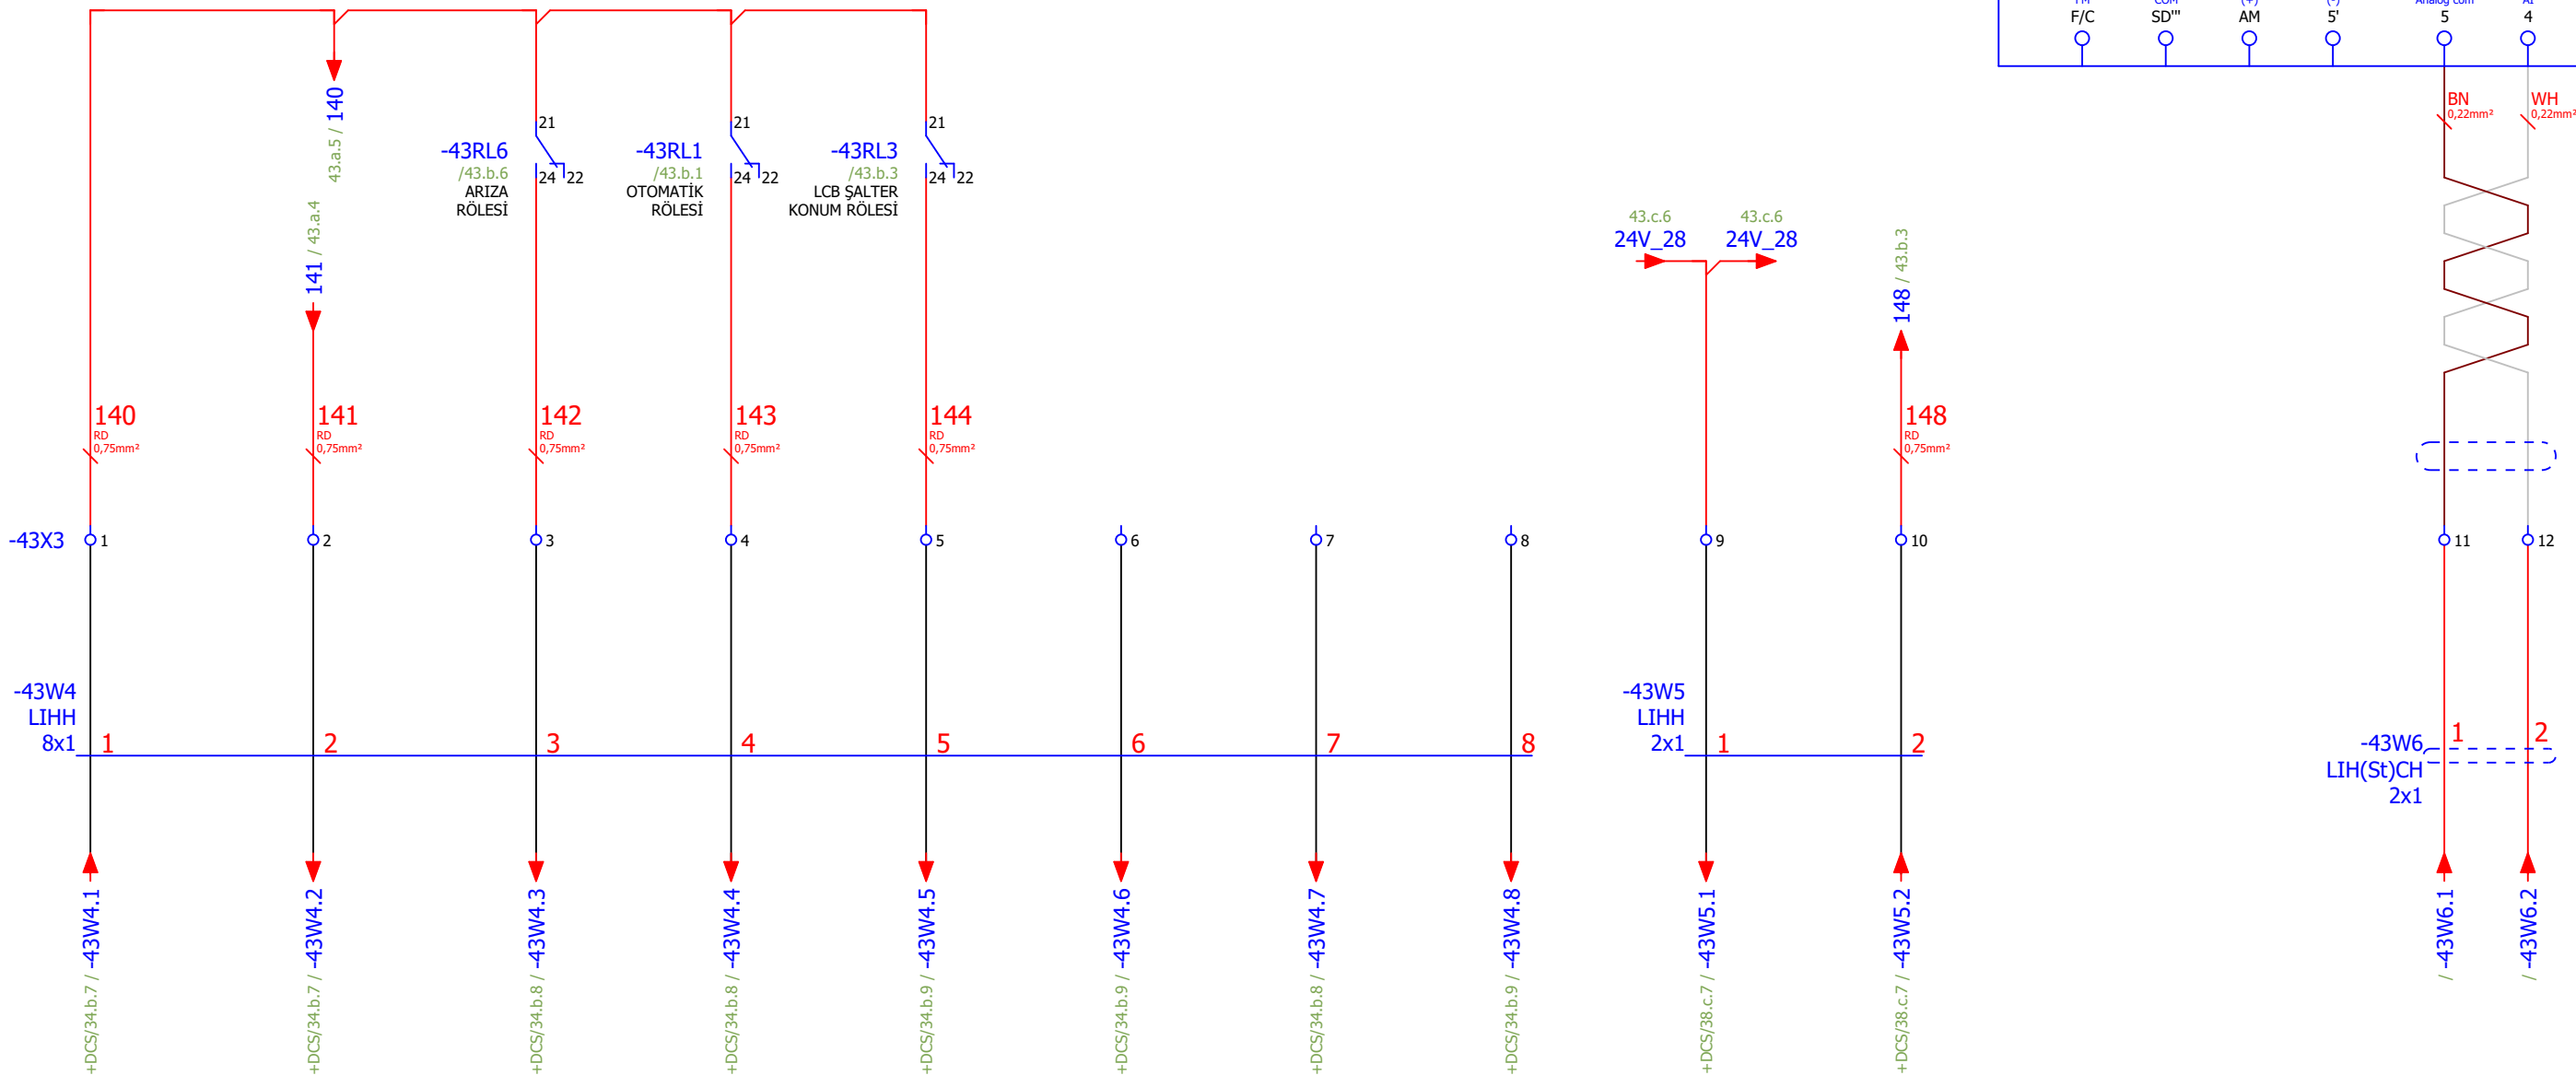 FM COM (+) (-) Analog com AI
F/C SD''' AM 5' 5 4
BN
0,22mm²
WH
0,22mm²
43.a.5 / 140
141 / 43.a.4
21
-43RL6
/43.b.6
24 22
ARIZA
RÖLESİ
21
-43RL1
/43.b.1
24 22
OTOMATİK
RÖLESİ
21
-43RL3
/43.b.3
24 22
LCB ŞALTER
KONUM RÖLESİ
43.c.6 43.c.6
24V_28 24V_28
148 / 43.b.3
140
RD
0,75mm²
141
RD
0,75mm²
142
RD
0,75mm²
143
RD
0,75mm²
144
RD
0,75mm²
148
RD
0,75mm²
-43X3 1 2 3 4 5 6 7 8 9 10 11 12
-43W4
LIHH
8x1 1 2 3 4 5 6 7 8
-43W5
LIHH
2x1 1 2
-43W6 1 2
LIH(St)CH
2x1
+DCS/34.b.7 / -43W4.1
+DCS/34.b.7 / -43W4.2
+DCS/34.b.8 / -43W4.3
+DCS/34.b.8 / -43W4.4
+DCS/34.b.9 / -43W4.5
+DCS/34.b.9 / -43W4.6
+DCS/34.b.8 / -43W4.7
+DCS/34.b.9 / -43W4.8
+DCS/38.c.7 / -43W5.1
+DCS/38.c.7 / -43W5.2
/ -43W6.1
/ -43W6.2